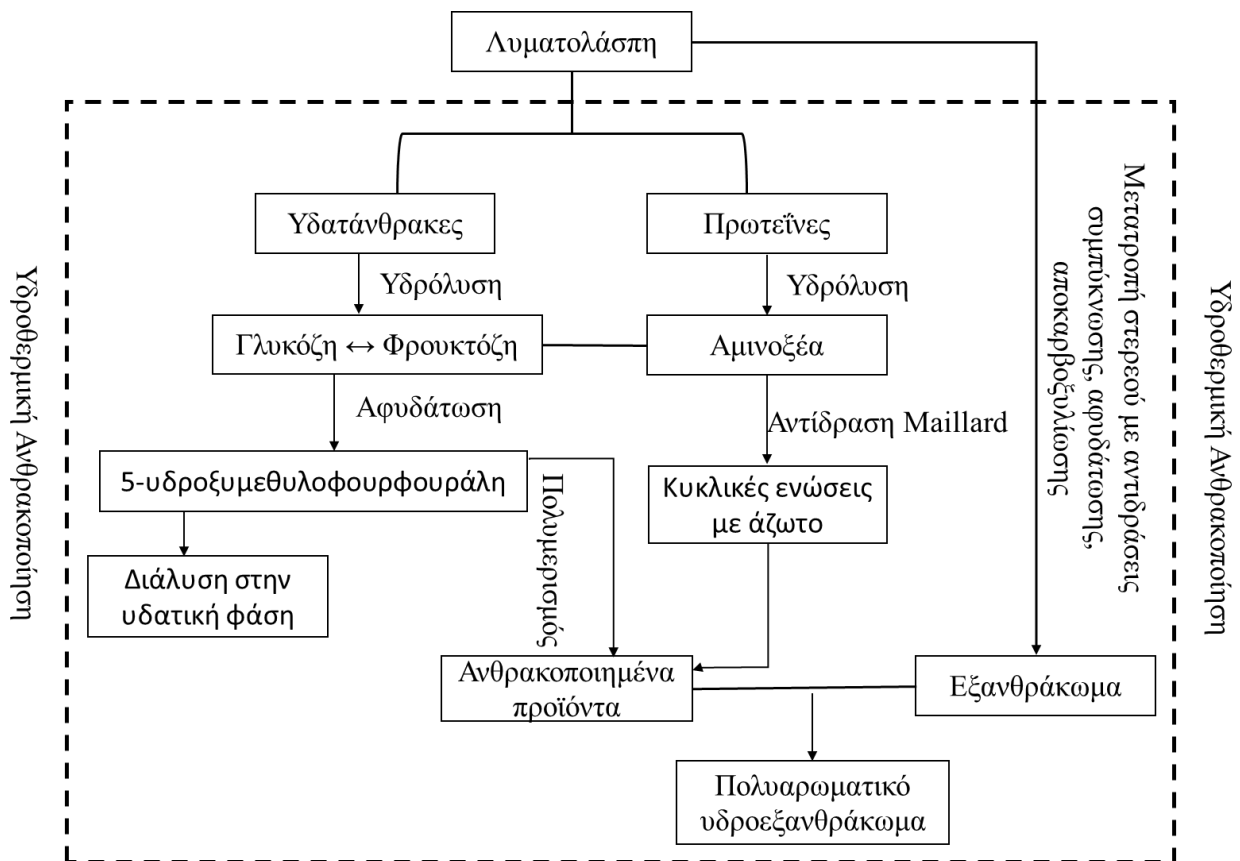 Λυματολάσπη
Υδατάνθρακες
Πρωτεΐνες
Υδρόλυση
Υδρόλυση
Γλυκόζη ↔ Φρουκτόζη
Αμινοξέα
Αφυδάτωση
Αντίδραση Maillard
5-υδροξυμεθυλοφουρφουράλη
Κυκλικές ενώσεις
με άζωτο
Πολυμερισμός
Διάλυση στην
υδατική φάση
Ανθρακοποιημένα
προϊόντα
Εξανθράκωμα
Πολυαρωματικό
υδροεξανθράκωμα
Μετατροπή στερεού με αντιδράσεις
συμπύκνωσης, αφυδάτωσης,
αποκαρβοξυλίωσης
Υδροθερμική Ανθρακοποίηση
Υδροθερμική Ανθρακοποίηση